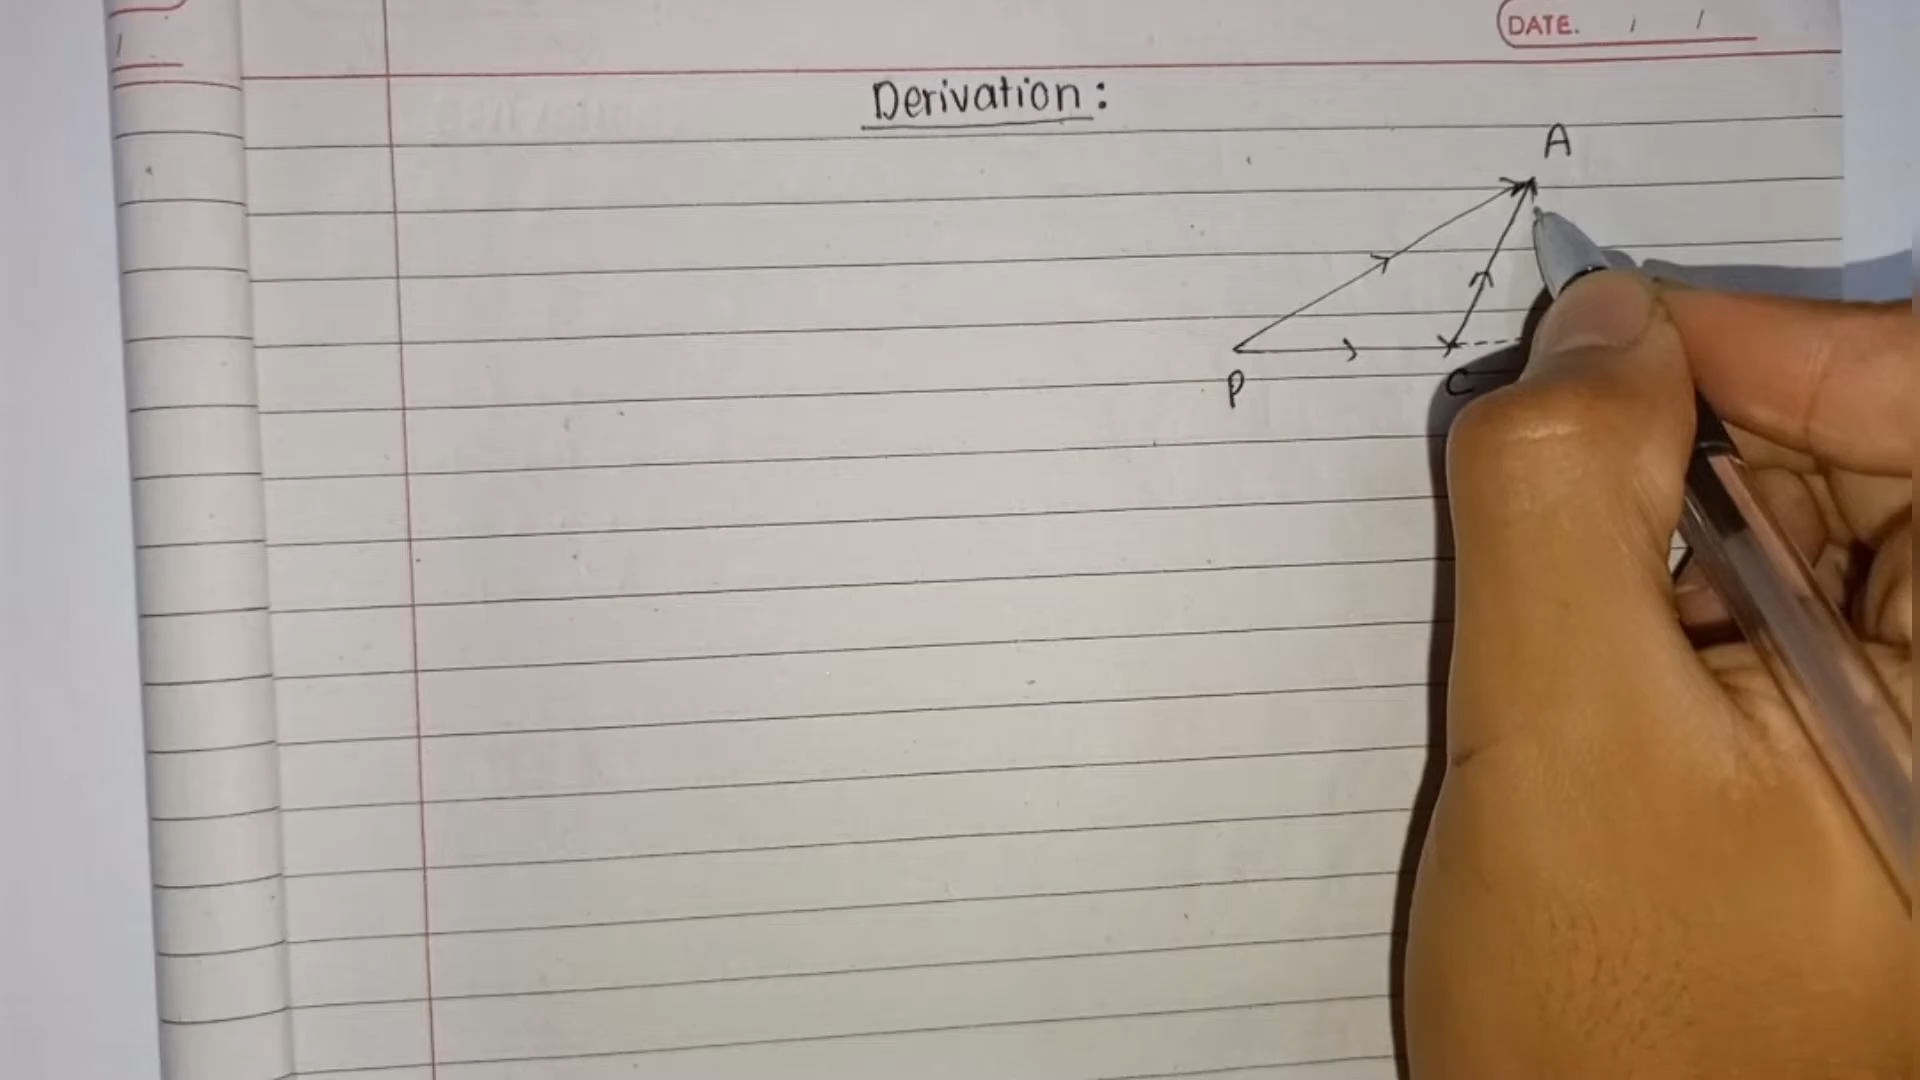 DATE. / /
/
Derivation:
A
P
C